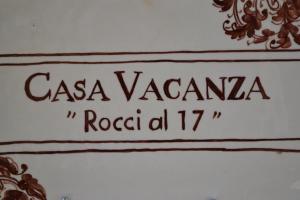 CASA VACANZA
"Rocci al 17"